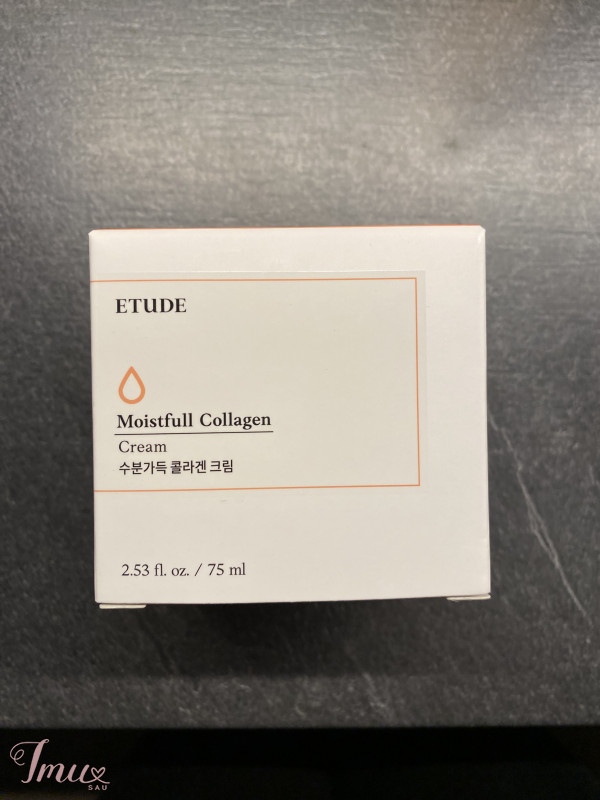 ETUDE
Moistfull Collagen
Cream
수분가득 콜라겐 크림
2.53 fl. oz. / 75 ml
Imu
SAU